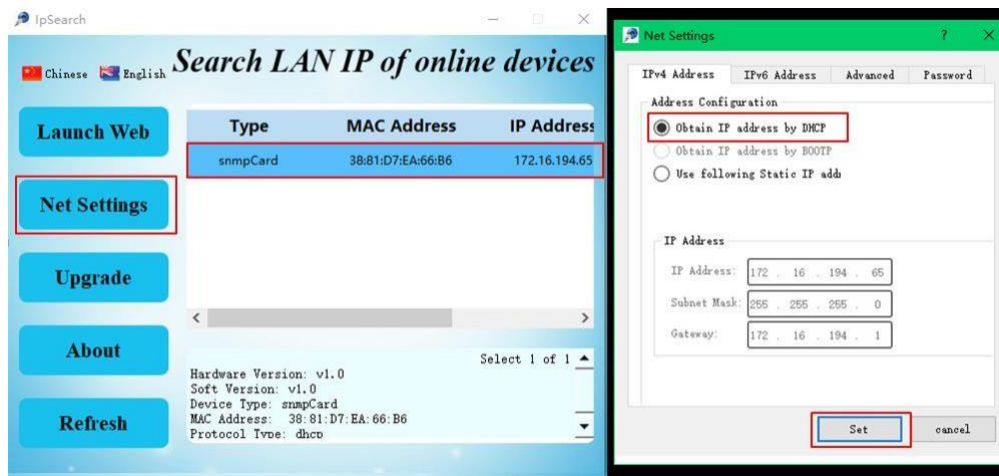 IpSearch
Chinese English Search LAN IP of online devices
Launch Web
Net Settings
Upgrade
About
Refresh
Type MAC Address IP Address
snmpCard 38:81:D7:EA:66:B6 172.16.194.65
Select 1 of 1
Hardware Version: v1.0
Soft Version: v1.0
Device Type: snmpCard
MAC Address: 38:81:D7:EA:66:B6
Protocol Type: dhcp
Net Settings ?
IPv4 Address IPv6 Address Advanced Password
Address Configuration
Obtain IP address by DHCP
Obtain IP address by BOOTP
Use following Static IP add
IP Address
IP Address: 172 . 16 . 194 . 65
Subnet Mask: 255 . 255 . 255 . 0
Gateway: 172 . 16 . 194 . 1
Set cancel